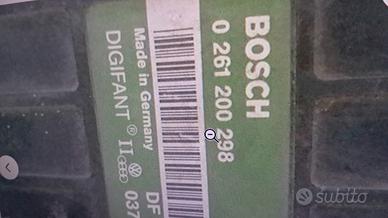 BOSCH
0 261 200 298
DF
037
Made in Germany
DIGIFANT® II
subito